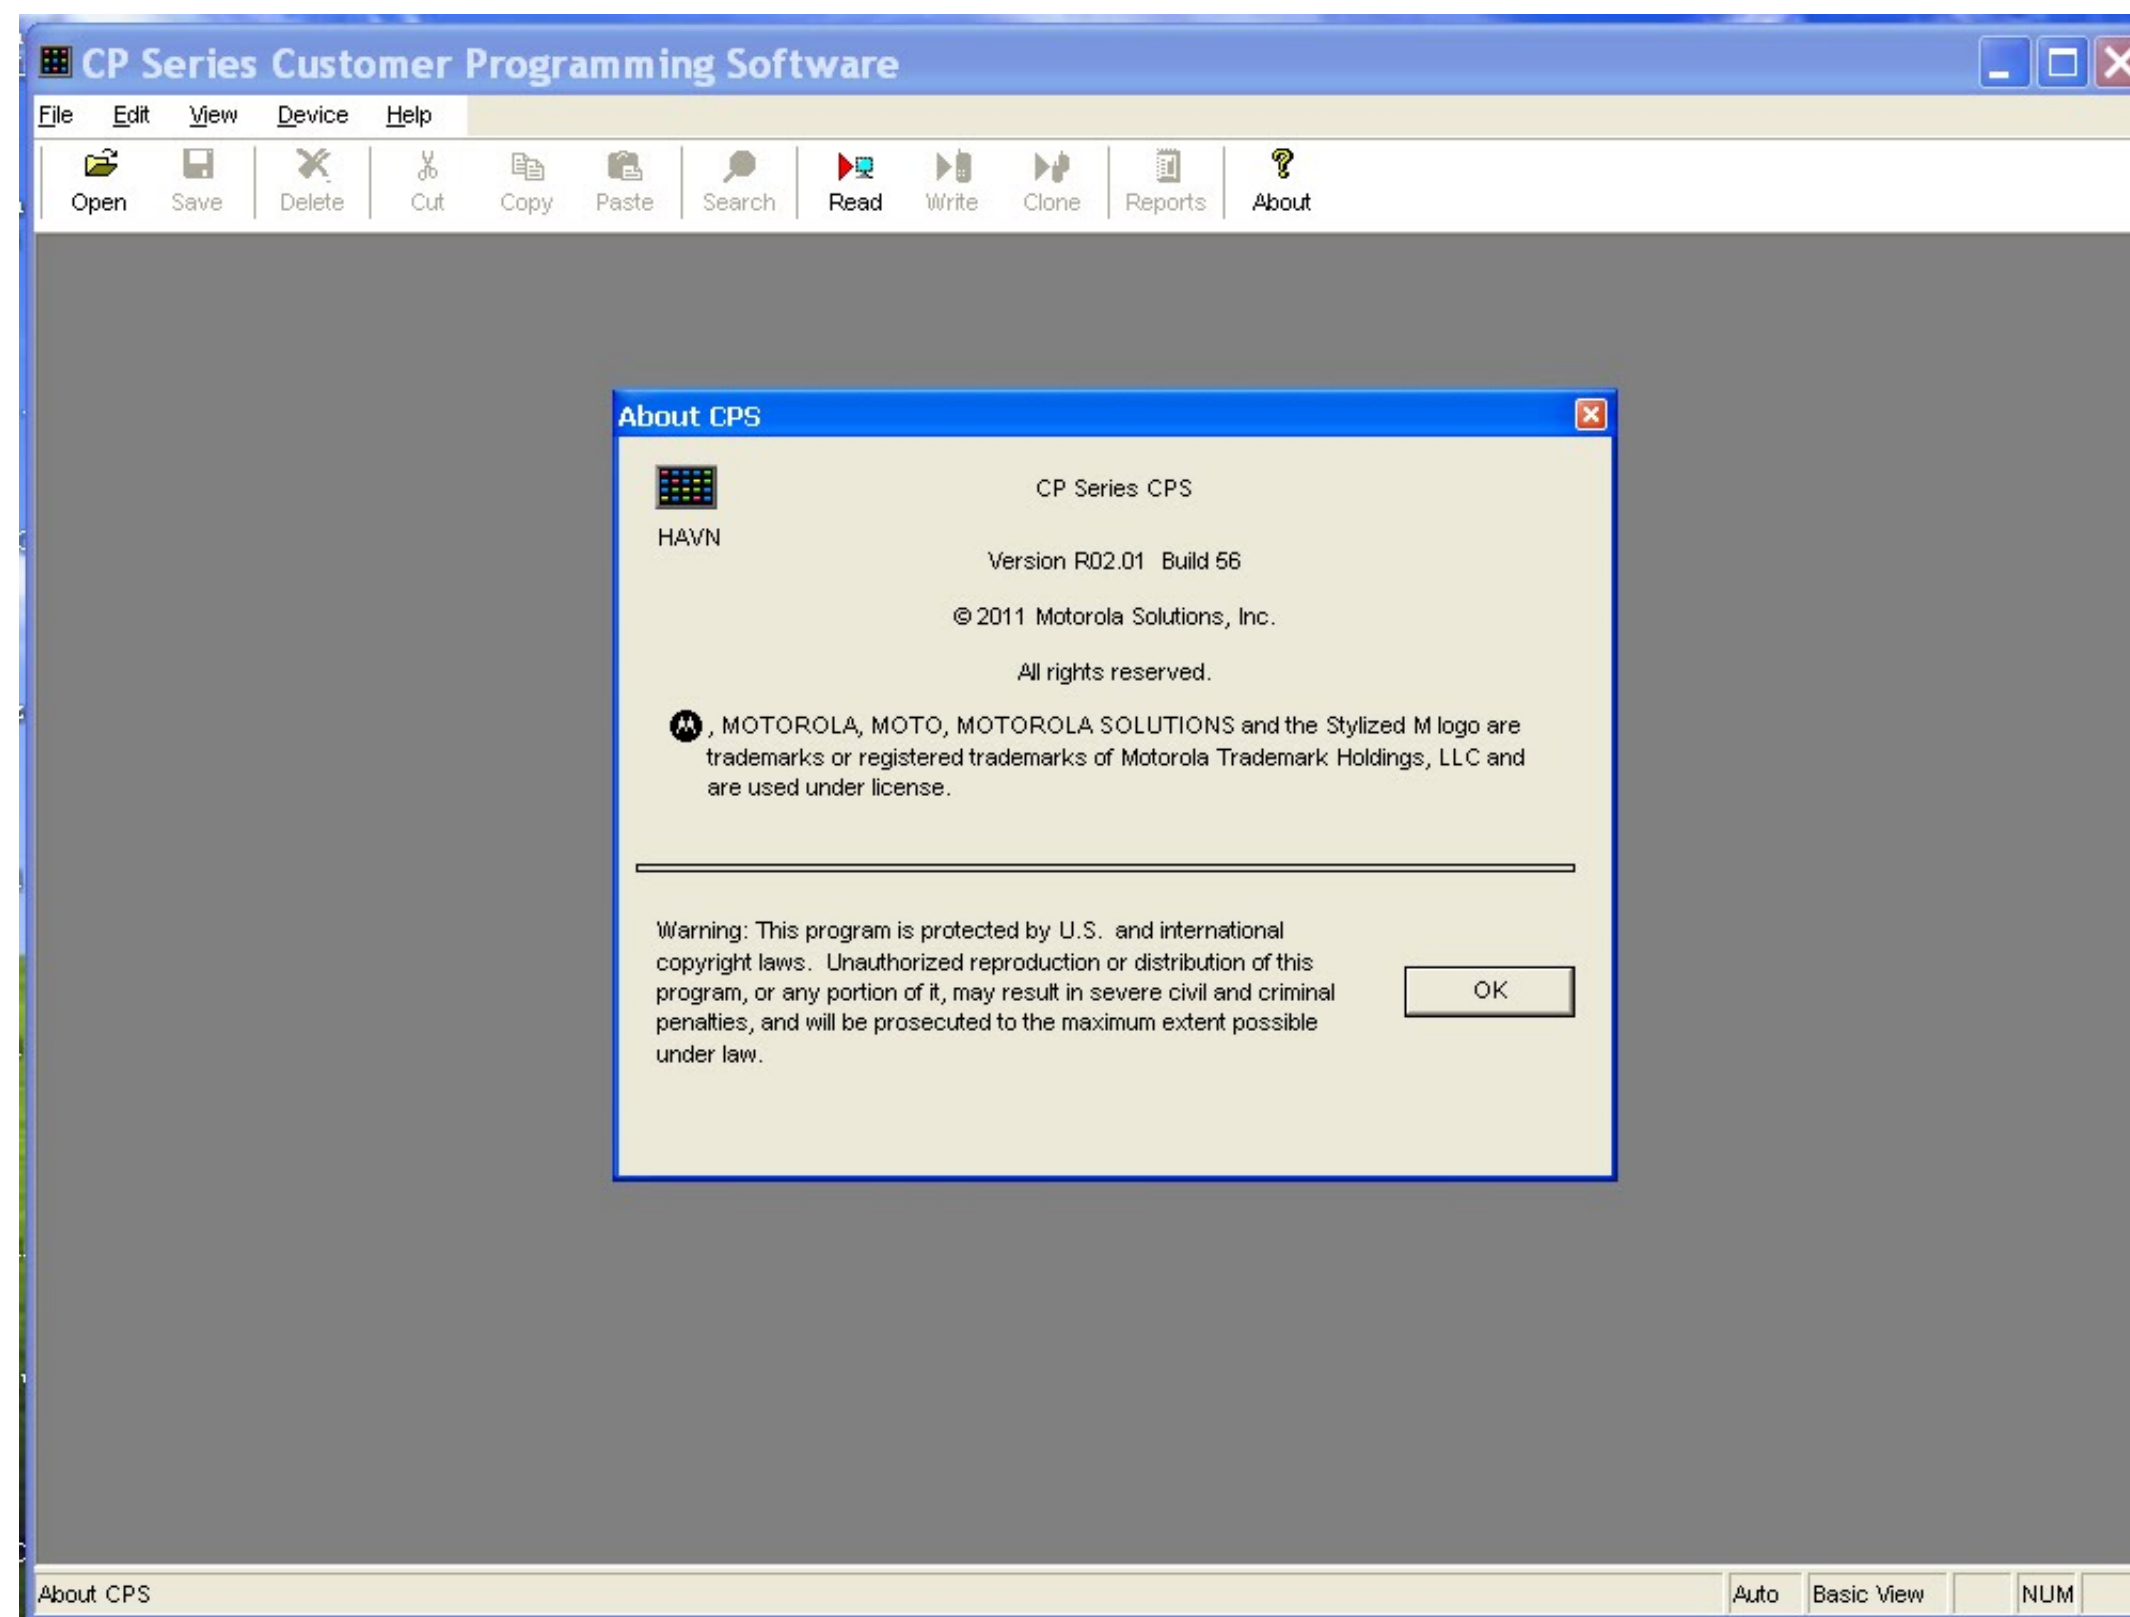 CP Series Customer Programming Software
File Edit View Device Help
Open Save Delete Cut Copy Paste Search Read Write Clone Reports About
About CPS
CP Series CPS
HAVN
Version R02.01 Build 56
© 2011 Motorola Solutions, Inc.
All rights reserved.
, MOTOROLA, MOTO, MOTOROLA SOLUTIONS and the Stylized M logo are
trademarks or registered trademarks of Motorola Trademark Holdings, LLC and
are used under license.
Warning: This program is protected by U.S. and international
copyright laws. Unauthorized reproduction or distribution of this
program, or any portion of it, may result in severe civil and criminal
penalties, and will be prosecuted to the maximum extent possible
under law.
OK
About CPS Auto Basic View NUM